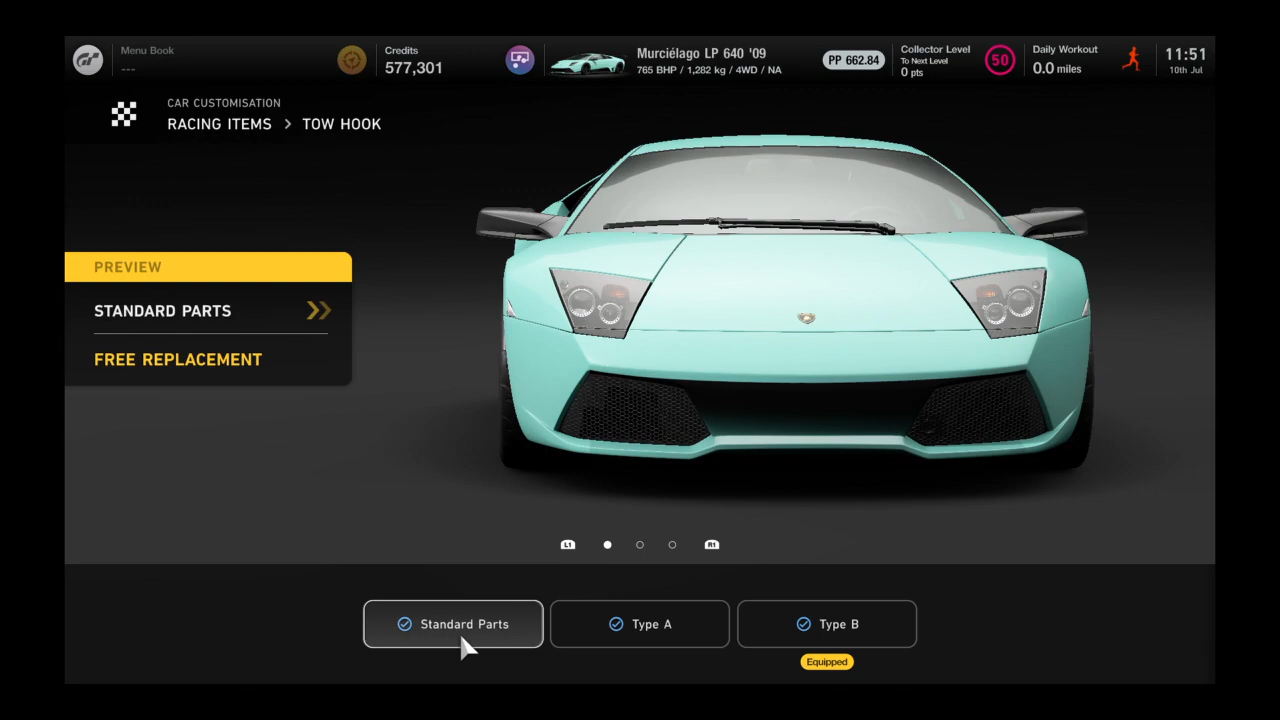 Menu Book
---
Credits
577,301
Murciélago LP 640 '09
765 BHP / 1,282 kg / 4WD / NA
PP 662.84
Collector Level
To Next Level
0 pts
50
Daily Workout
0.0 miles
11:51
10th Jul
CAR CUSTOMISATION
RACING ITEMS > TOW HOOK
PREVIEW
STANDARD PARTS
FREE REPLACEMENT
L1
R1
Standard Parts
Type A
Type B
Equipped